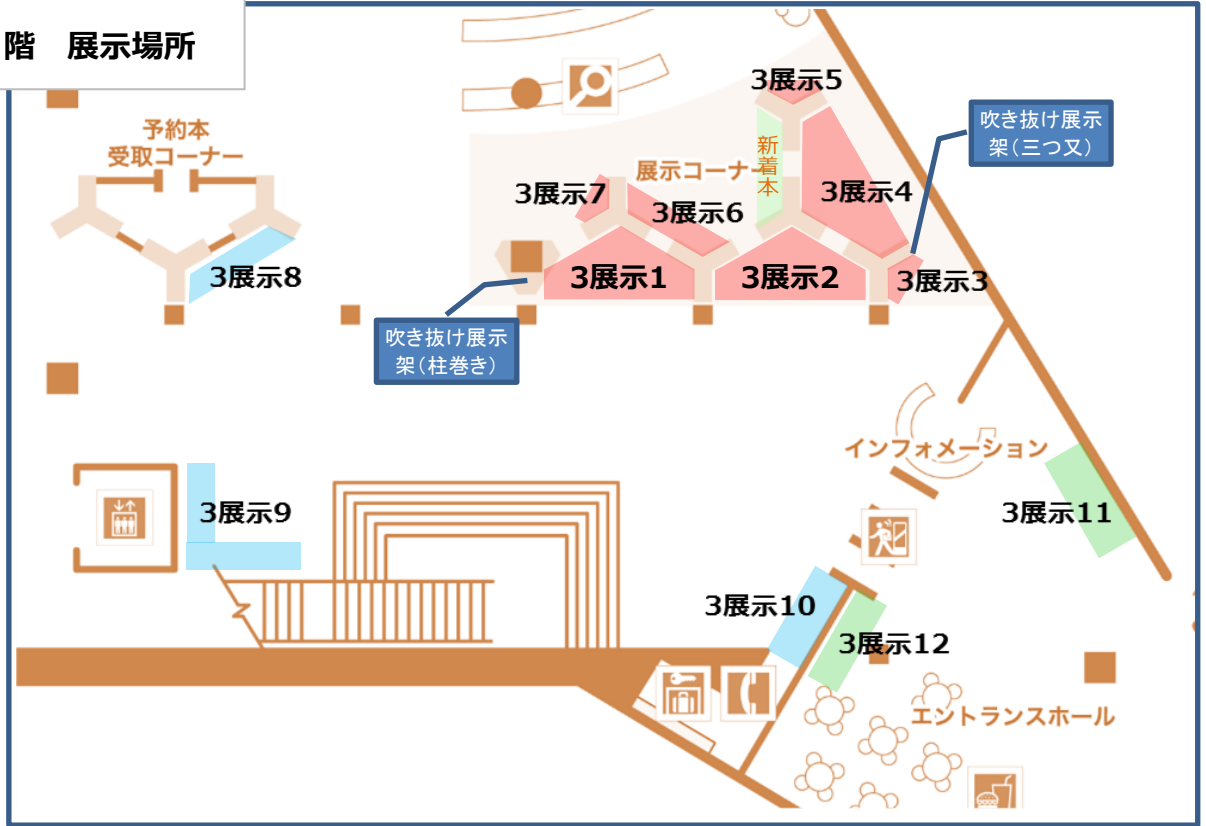 階　展示場所
3展示5
吹き抜け展示
架(三つ又)
予約本
受取コーナー
新着本
展示コーナー
3展示7
3展示4
3展示6
3展示8
3展示1
3展示2
3展示3
吹き抜け展示
架(柱巻き)
インフォメーション
3展示9
3展示11
3展示10
3展示12
エントランスホール